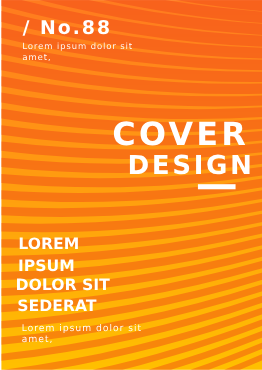 / No.88
Lorem ipsum dolor sit
amet,
COVER
DESIGN
LOREM
IPSUM
DOLOR SIT
SEDERAT
Lorem ipsum dolor sit
amet,